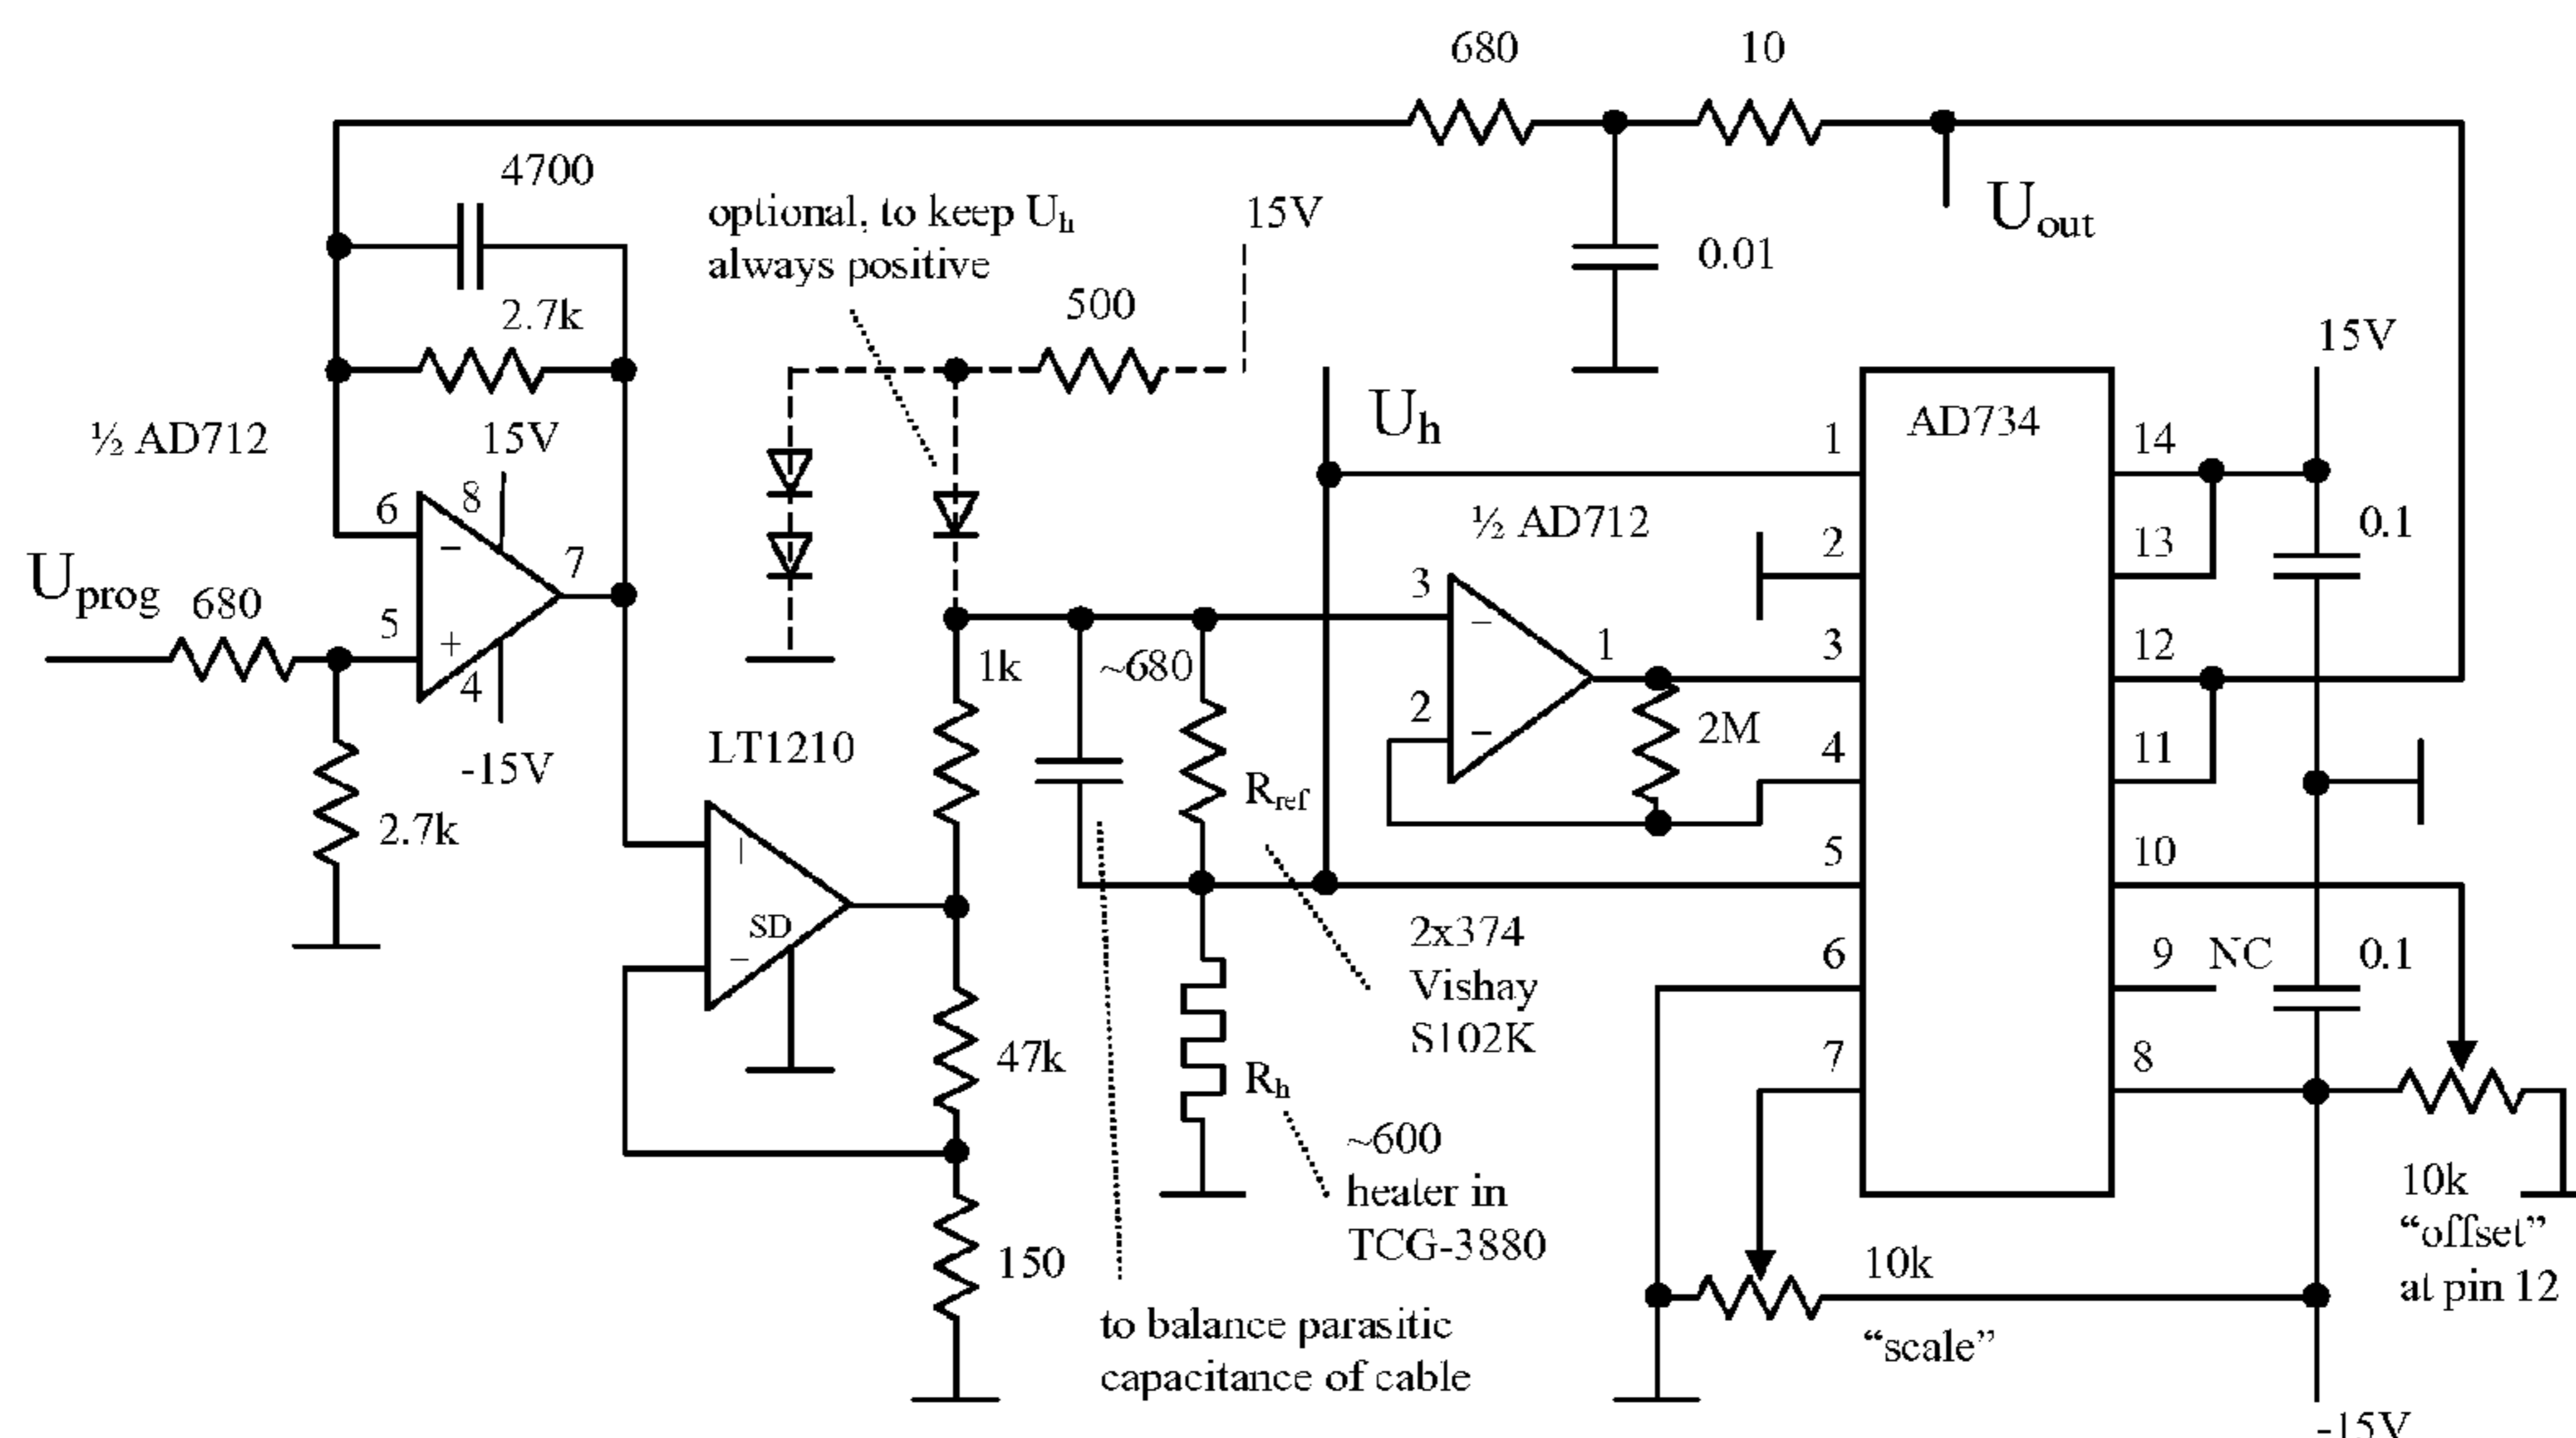 680
10
4700
optional, to keep Uh
always positive
15V
Uout
0.01
2.7k
500
15V
½ AD712
15V
Uh
AD734
1
14
6
8
−
½ AD712
2
13
0.1
Uprog
680
7
5
+
4
3
−
1
3
12
1k
~680
-15V
LT1210
2
−
2M
4
11
2.7k
Rref
5
10
SD
−
2x374
Vishay
S102K
6
9
NC
0.1
47k
Rh
7
8
~600
heater in
TCG-3880
10k
"offset"
at pin 12
150
10k
"scale"
to balance parasitic
capacitance of cable
-15V